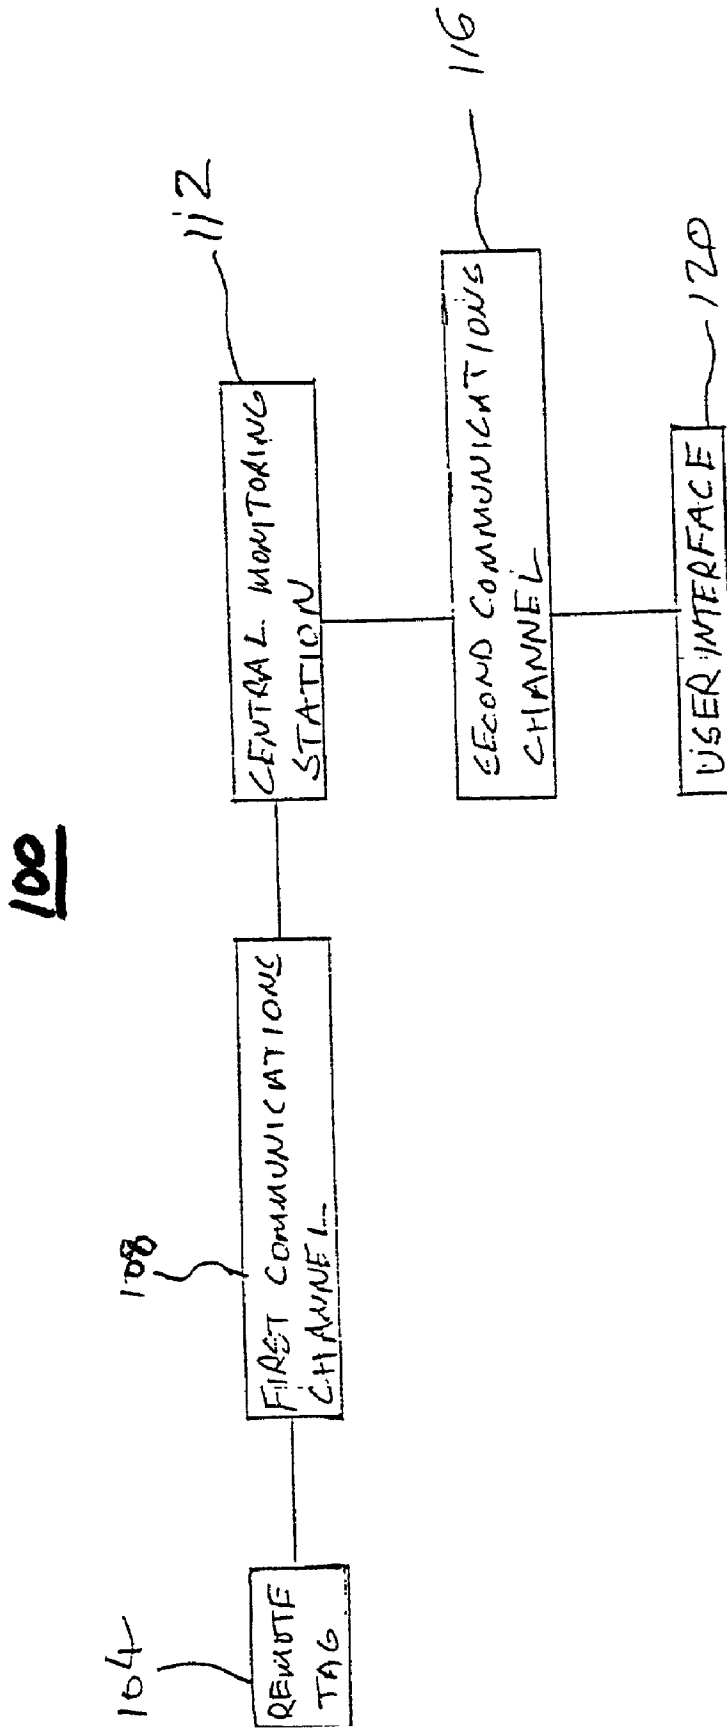 100
104
REMOTE
TAG
108
FIRST COMMUNICATIONS
CHANNEL
112
CENTRAL MONITORING
STATION
116
SECOND COMMUNICATIONS
CHANNEL
120
USER INTERFACE